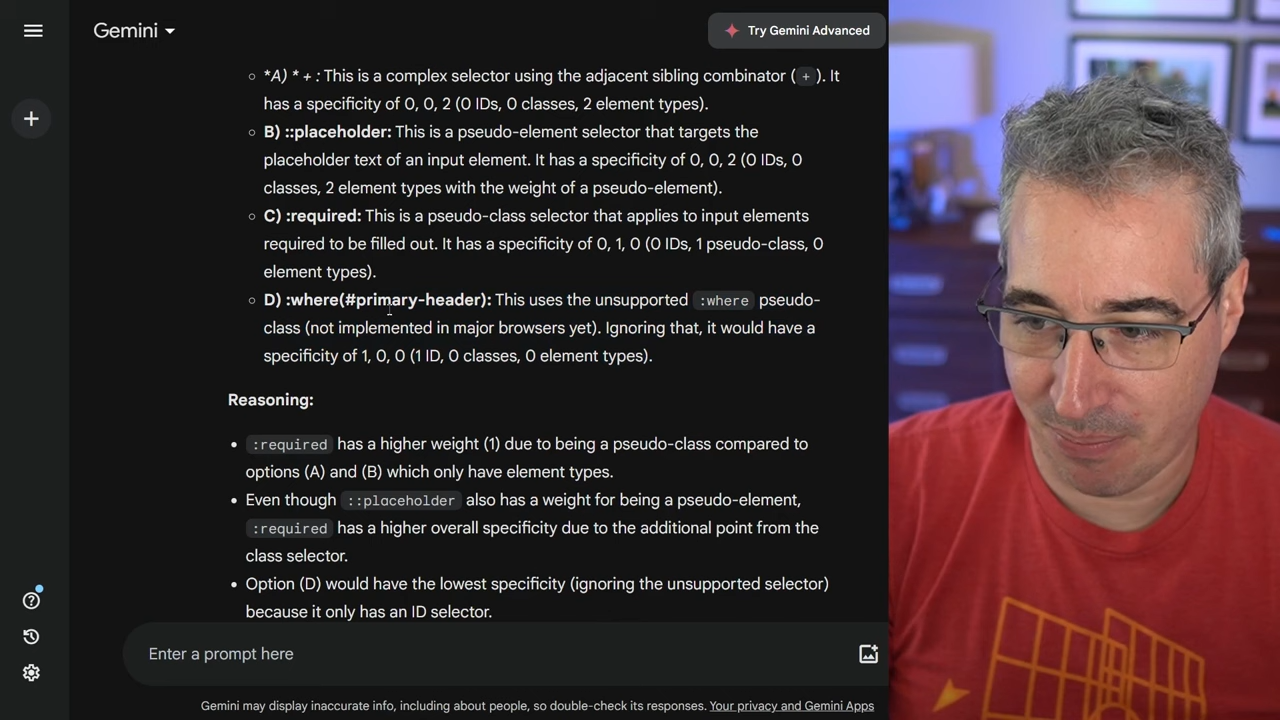 Gemini
Try Gemini Advanced
*A) * + : This is a complex selector using the adjacent sibling combinator ( + ). It
has a specificity of 0, 0, 2 (0 IDs, 0 classes, 2 element types).
B) ::placeholder: This is a pseudo-element selector that targets the
placeholder text of an input element. It has a specificity of 0, 0, 2 (0 IDs, 0
classes, 2 element types with the weight of a pseudo-element).
C) :required: This is a pseudo-class selector that applies to input elements
required to be filled out. It has a specificity of 0, 1, 0 (0 IDs, 1 pseudo-class, 0
element types).
D) :where(#primary-header): This uses the unsupported :where pseudo-
class (not implemented in major browsers yet). Ignoring that, it would have a
specificity of 1, 0, 0 (1 ID, 0 classes, 0 element types).
Reasoning:
:required has a higher weight (1) due to being a pseudo-class compared to
options (A) and (B) which only have element types.
Even though ::placeholder also has a weight for being a pseudo-element,
:required has a higher overall specificity due to the additional point from the
class selector.
Option (D) would have the lowest specificity (ignoring the unsupported selector)
because it only has an ID selector.
Enter a prompt here
Gemini may display inaccurate info, including about people, so double-check its responses. Your privacy and Gemini Apps